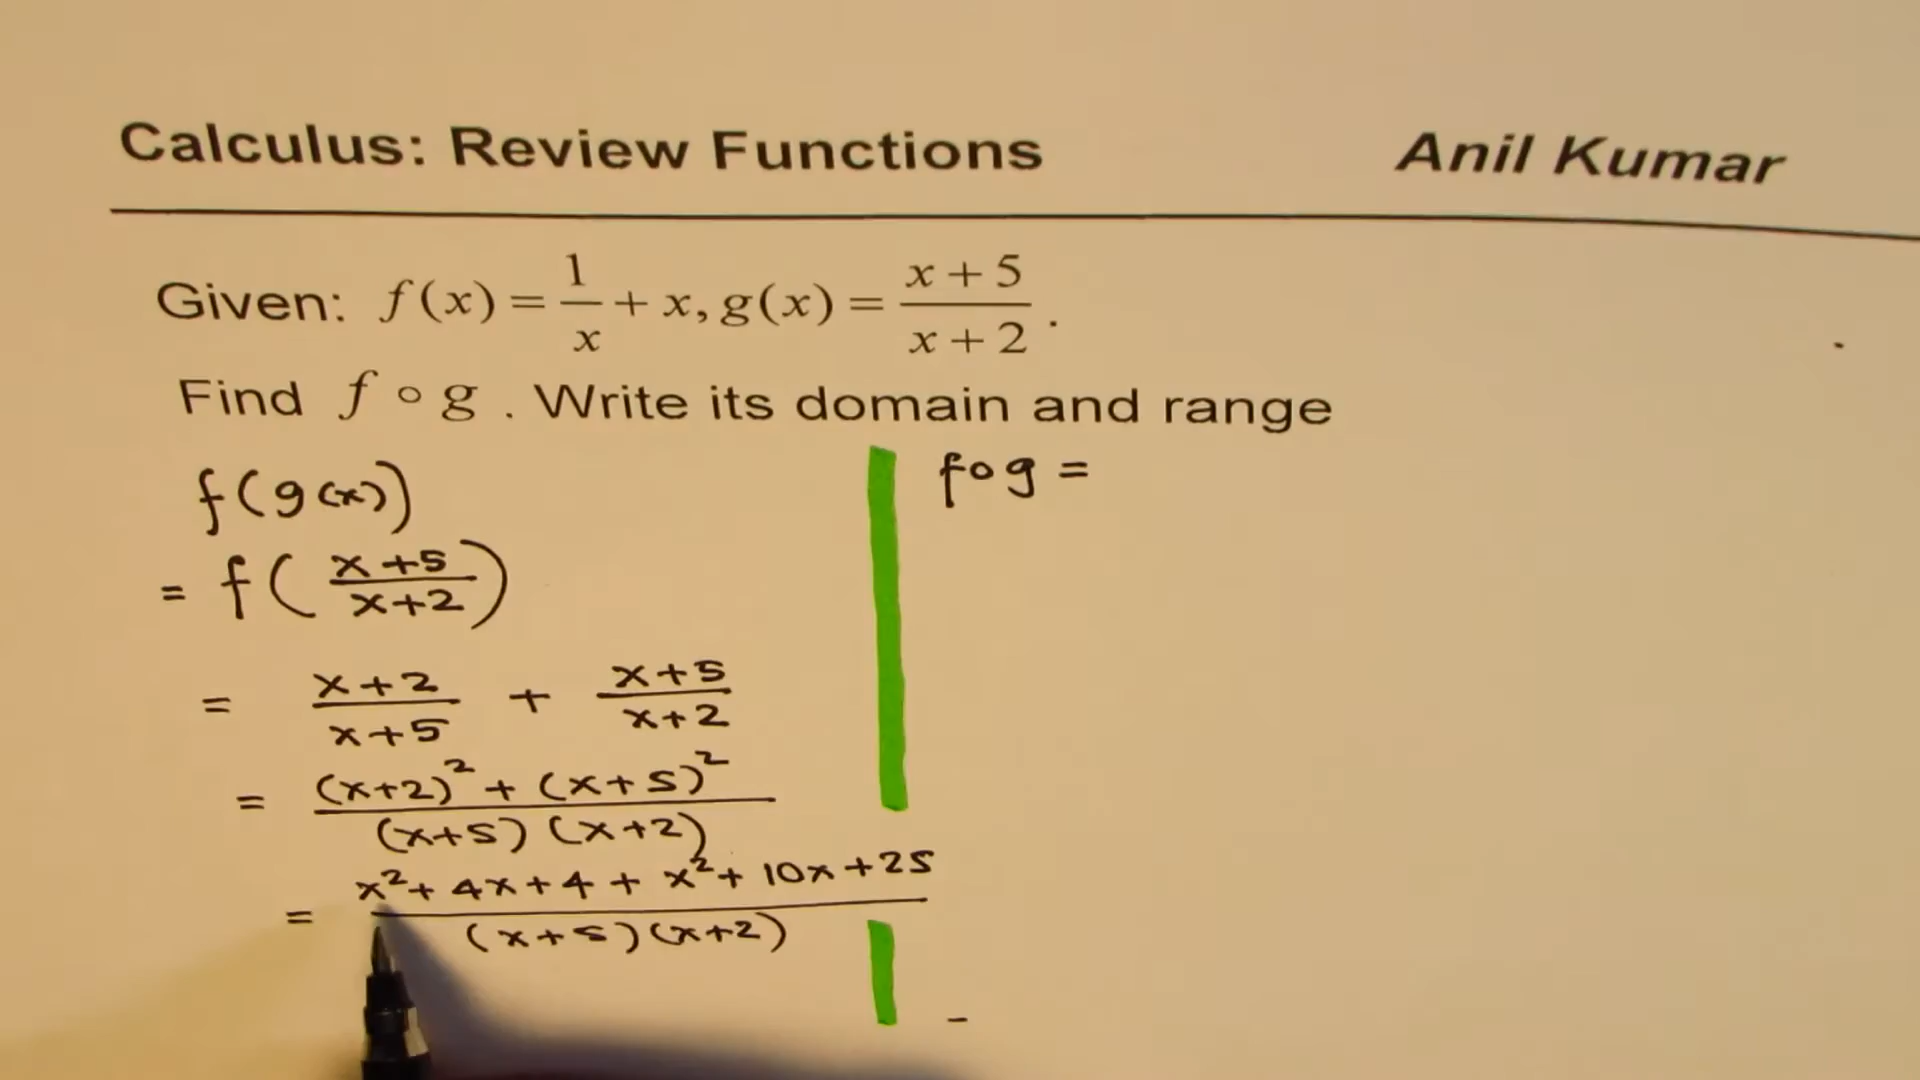 Calculus: Review Functions
Anil Kumar
Given: f(x) = 1/x + x, g(x) = (x + 5)/(x + 2).
Find f ∘ g . Write its domain and range
f(g(x))
= f((x+5)/(x+2))
= (x+2)/(x+5) + (x+5)/(x+2)
= ((x+2)² + (x+5)²)/((x+5)(x+2))
= (x² + 4x + 4 + x² + 10x + 25)/((x+5)(x+2))
f∘g =